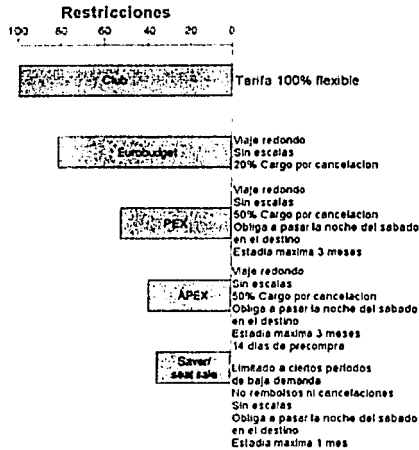 Restricciones
100 80 60 40 20 0
Club
Tarifa 100% flexible
Eurobudget
Viaje redondo
Sin escalas
20% Cargo por cancelacion
PEX
Viaje redondo
Sin escalas
50% Cargo por cancelacion
Obliga a pasar la noche del sabado
en el destino
Estadia maxima 3 meses
APEX
Viaje redondo
Sin escalas
50% Cargo por cancelacion
Obliga a pasar la noche del sabado
en el destino
Estadia maxima 3 meses
14 dias de precompra
Saver/
seat sale
Limitado a ciertos periodos
de baja demanda
No rembolsos ni cancelaciones
Sin escalas
Obliga a pasar la noche del sabado
Estadia maxima 1 mes